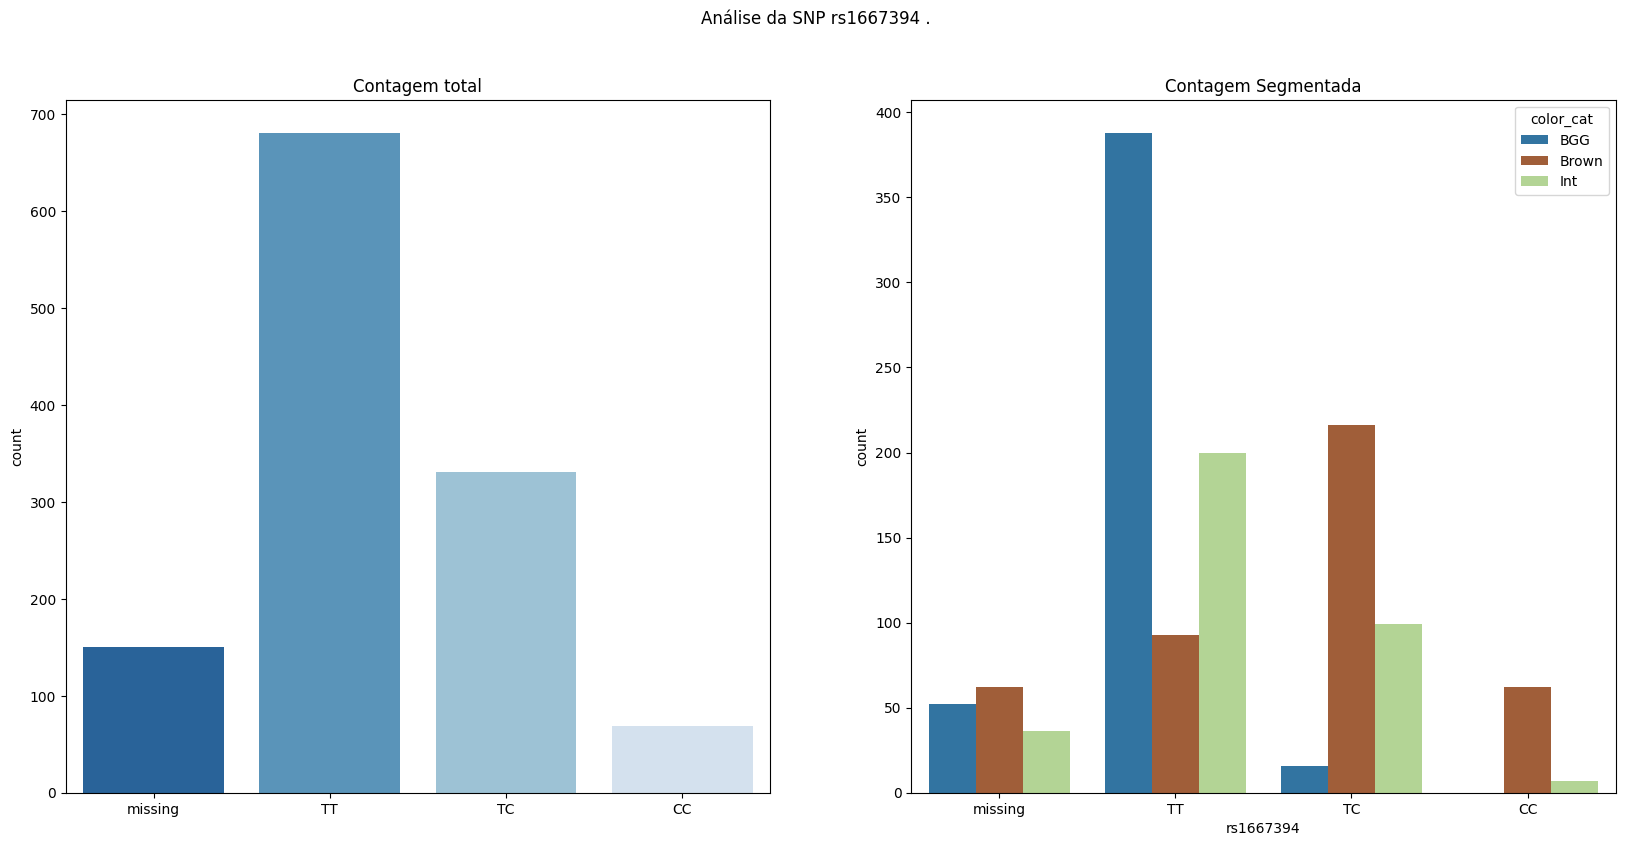 Análise da SNP rs1667394 .
Contagem total
700
600
500
400
300
200
100
0
count
missing TT TC CC
Contagem Segmentada
400
350
300
250
200
150
100
50
0
count
color_cat
BGG
Brown
Int
missing TT TC CC
rs1667394